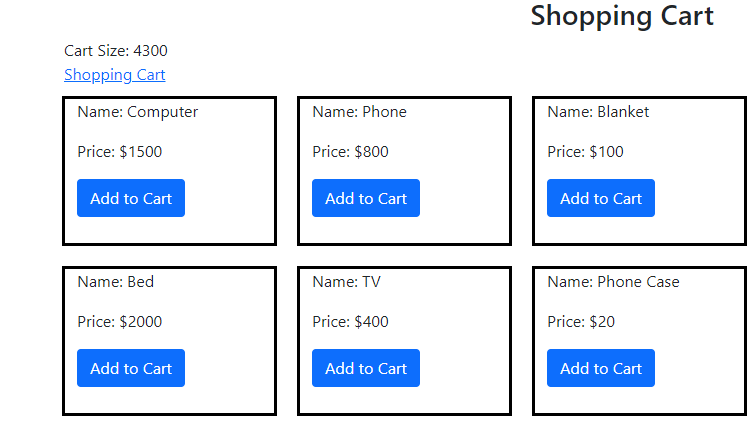 Shopping Cart
Cart Size: 4300
Shopping Cart
Name: Computer
Price: $1500
Add to Cart
Name: Phone
Price: $800
Add to Cart
Name: Blanket
Price: $100
Add to Cart
Name: Bed
Price: $2000
Add to Cart
Name: TV
Price: $400
Add to Cart
Name: Phone Case
Price: $20
Add to Cart